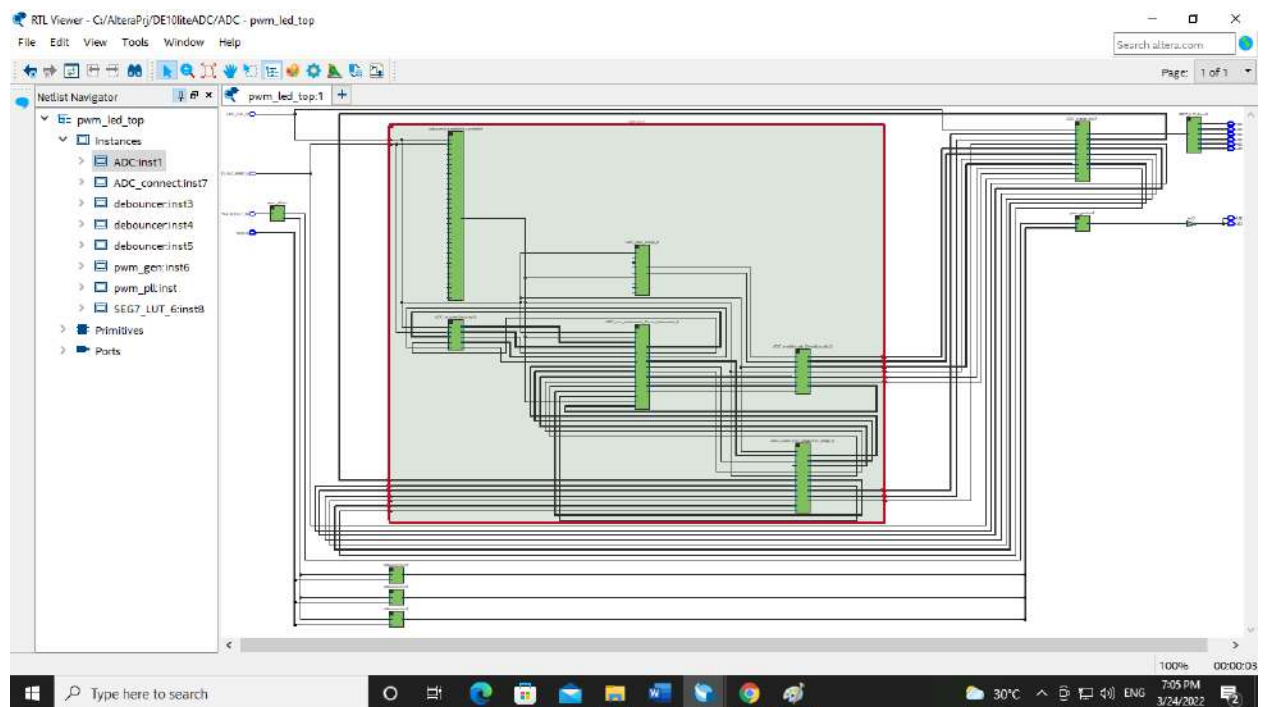 RTL Viewer - C:/AlteraPrj/DE10liteADC/ADC - pwm_led_top
File Edit View Tools Window Help
Search altera.com
Page: 1 of 1
Netlist Navigator
pwm_led_top:1
pwm_led_top
Instances
ADC:inst1
ADC_connect:inst7
debouncer:inst3
debouncer:inst4
debouncer:inst5
pwm_gen:inst6
pwm_pll:inst
SEG7_LUT_6:inst8
Primitives
Ports
100% 00:00:03
Type here to search
30°C ENG
7:05 PM
3/24/2022
2